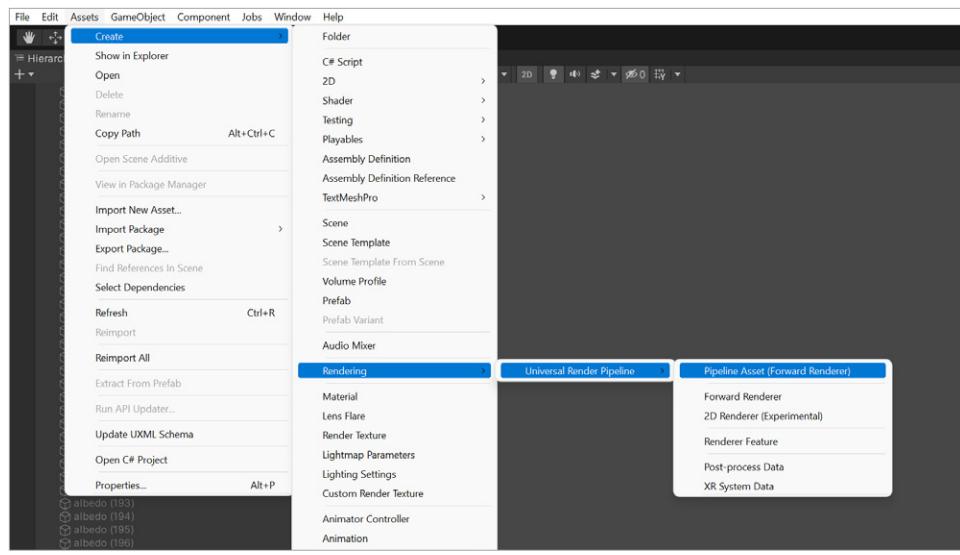 File Edit Assets GameObject Component Jobs Window Help
Hierarc
2D
0
Create
Show in Explorer
Open
Delete
Rename
Copy Path Alt+Ctrl+C
Open Scene Additive
View in Package Manager
Import New Asset...
Import Package
Export Package...
Find References In Scene
Select Dependencies
Refresh Ctrl+R
Reimport
Reimport All
Extract From Prefab
Run API Updater...
Update UXML Schema
Open C# Project
Properties... Alt+P
albedo (193)
albedo (194)
albedo (195)
albedo (196)
Folder
C# Script
2D
Shader
Testing
Playables
Assembly Definition
Assembly Definition Reference
TextMeshPro
Scene
Scene Template
Scene Template From Scene
Volume Profile
Prefab
Prefab Variant
Audio Mixer
Rendering
Material
Lens Flare
Render Texture
Lightmap Parameters
Lighting Settings
Custom Render Texture
Animator Controller
Animation
Universal Render Pipeline
Pipeline Asset (Forward Renderer)
Forward Renderer
2D Renderer (Experimental)
Renderer Feature
Post-process Data
XR System Data